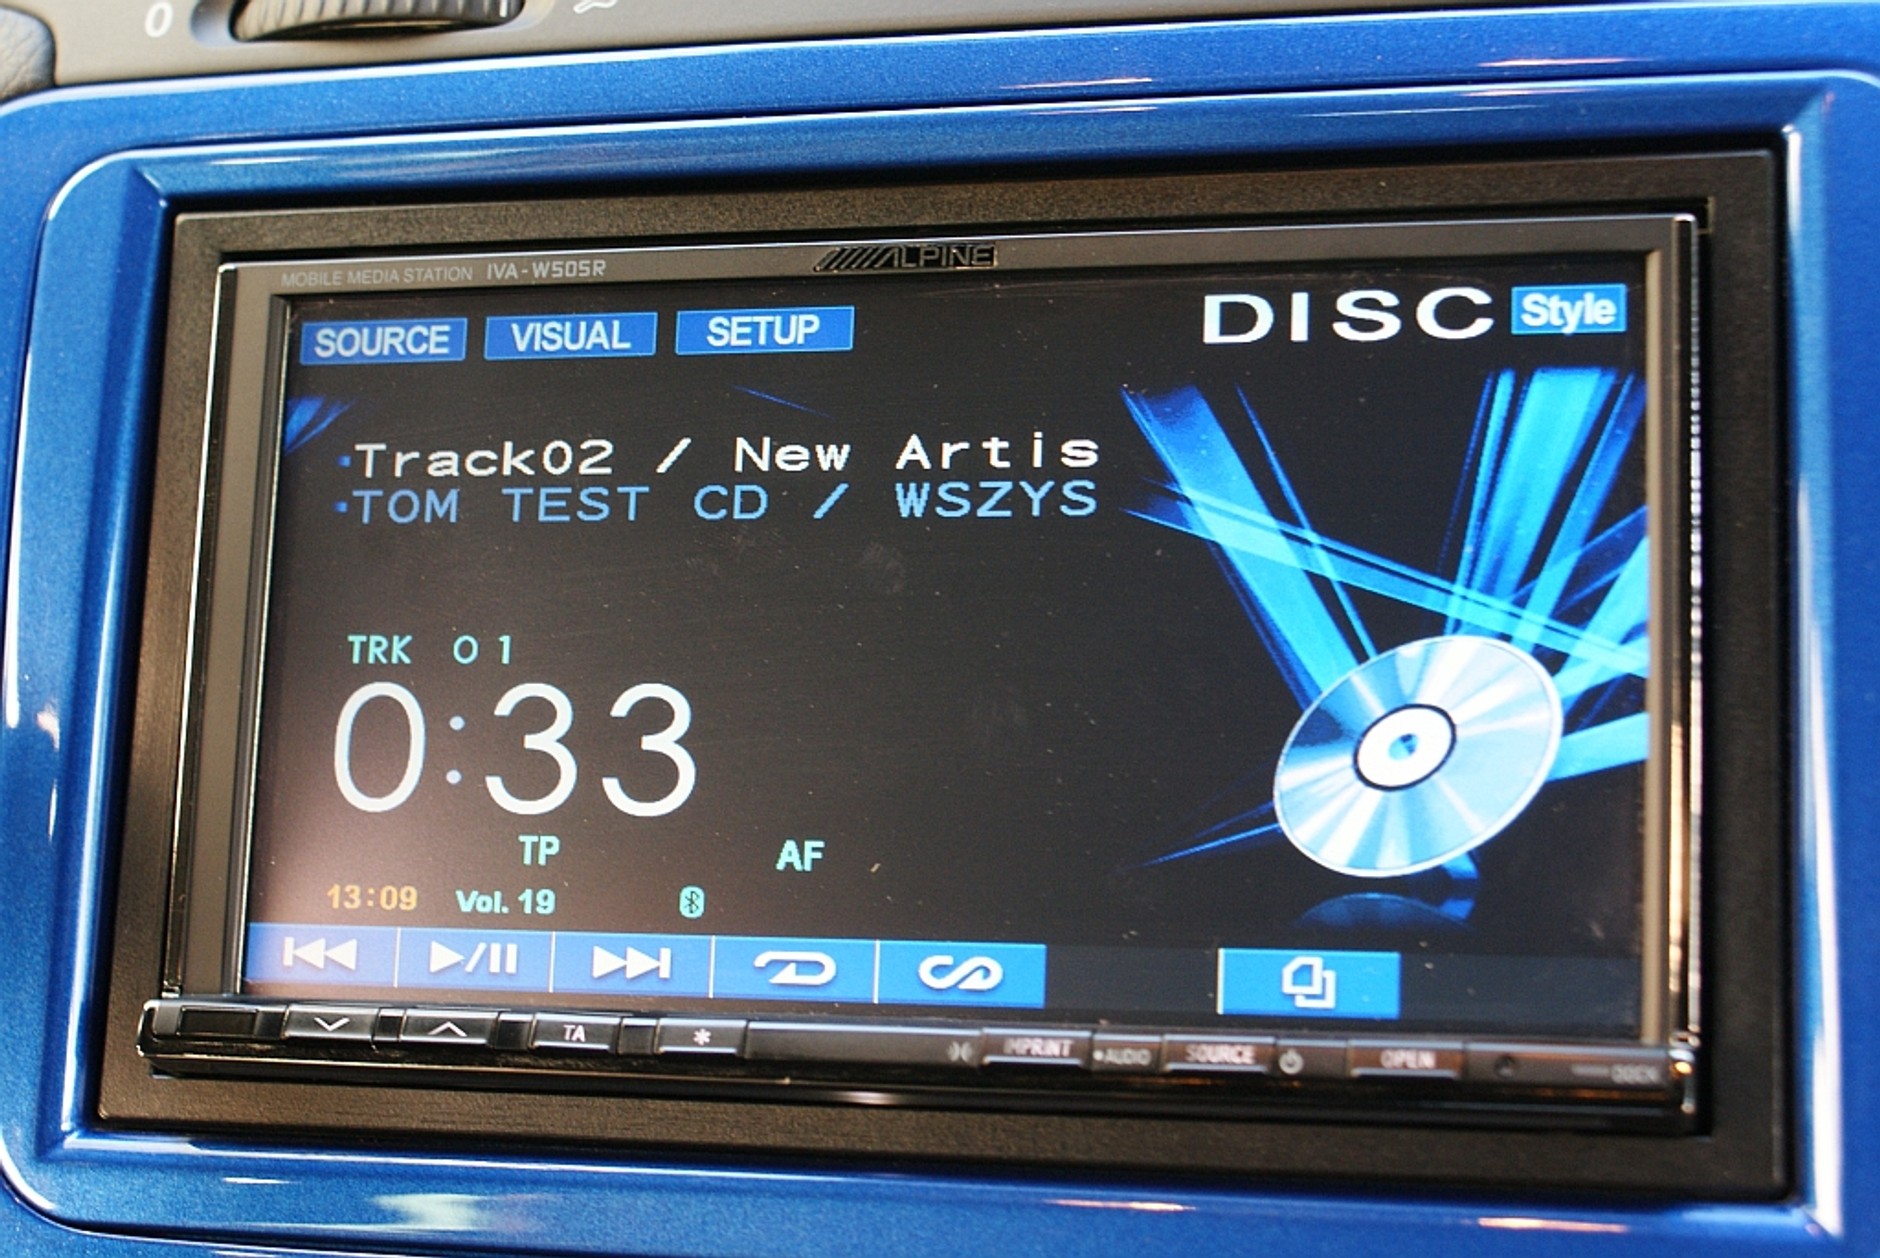 0
MOBILE MEDIA STATION IVA-W505R
ALPINE
SOURCE VISUAL SETUP
DISC Style
Track02 / New Artis
TOM TEST CD / WSZYS
TRK 01
0:33
TP AF
13:09 Vol. 19
TA * IMPRINT •AUDIO SOURCE OPEN